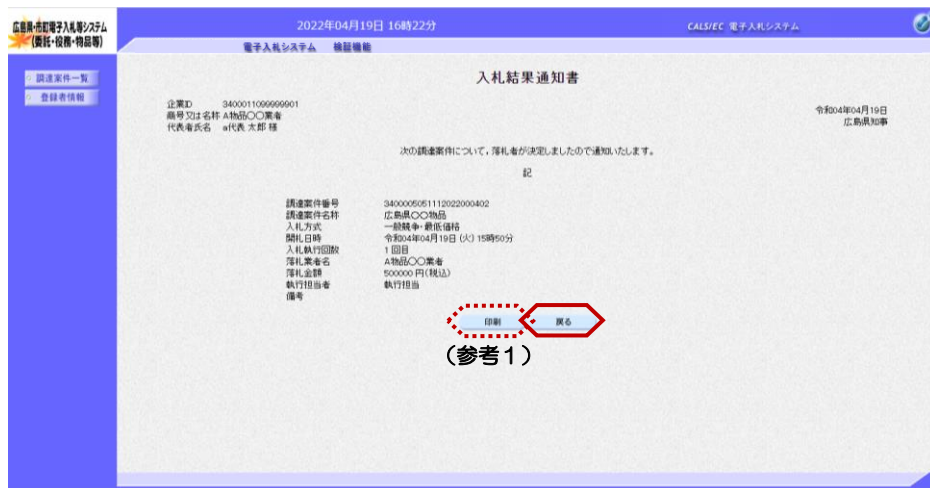 広島県・市町電子入札等システム
(委託・役務・物品等)
2022年04月19日 16時22分
CALS/EC 電子入札システム
電子入札システム 検証機能
調達案件一覧
登録者情報
入札結果通知書
企業ID 3400011099999901
商号又は名称 A物品〇〇業者
代表者氏名 a代表 太郎 様
令和04年04月19日
広島県知事
次の調達案件について，落札者が決定しましたので通知いたします。
記
調達案件番号 3400005051112022000402
調達案件名称 広島県〇〇物品
入札方式 一般競争・最低価格
開札日時 令和04年04月19日 (火) 15時50分
入札執行回数 1 回目
落札業者名 A物品〇〇業者
落札金額 500000 円(税込)
執行担当者 執行担当
備考
印刷 戻る
(参考１)